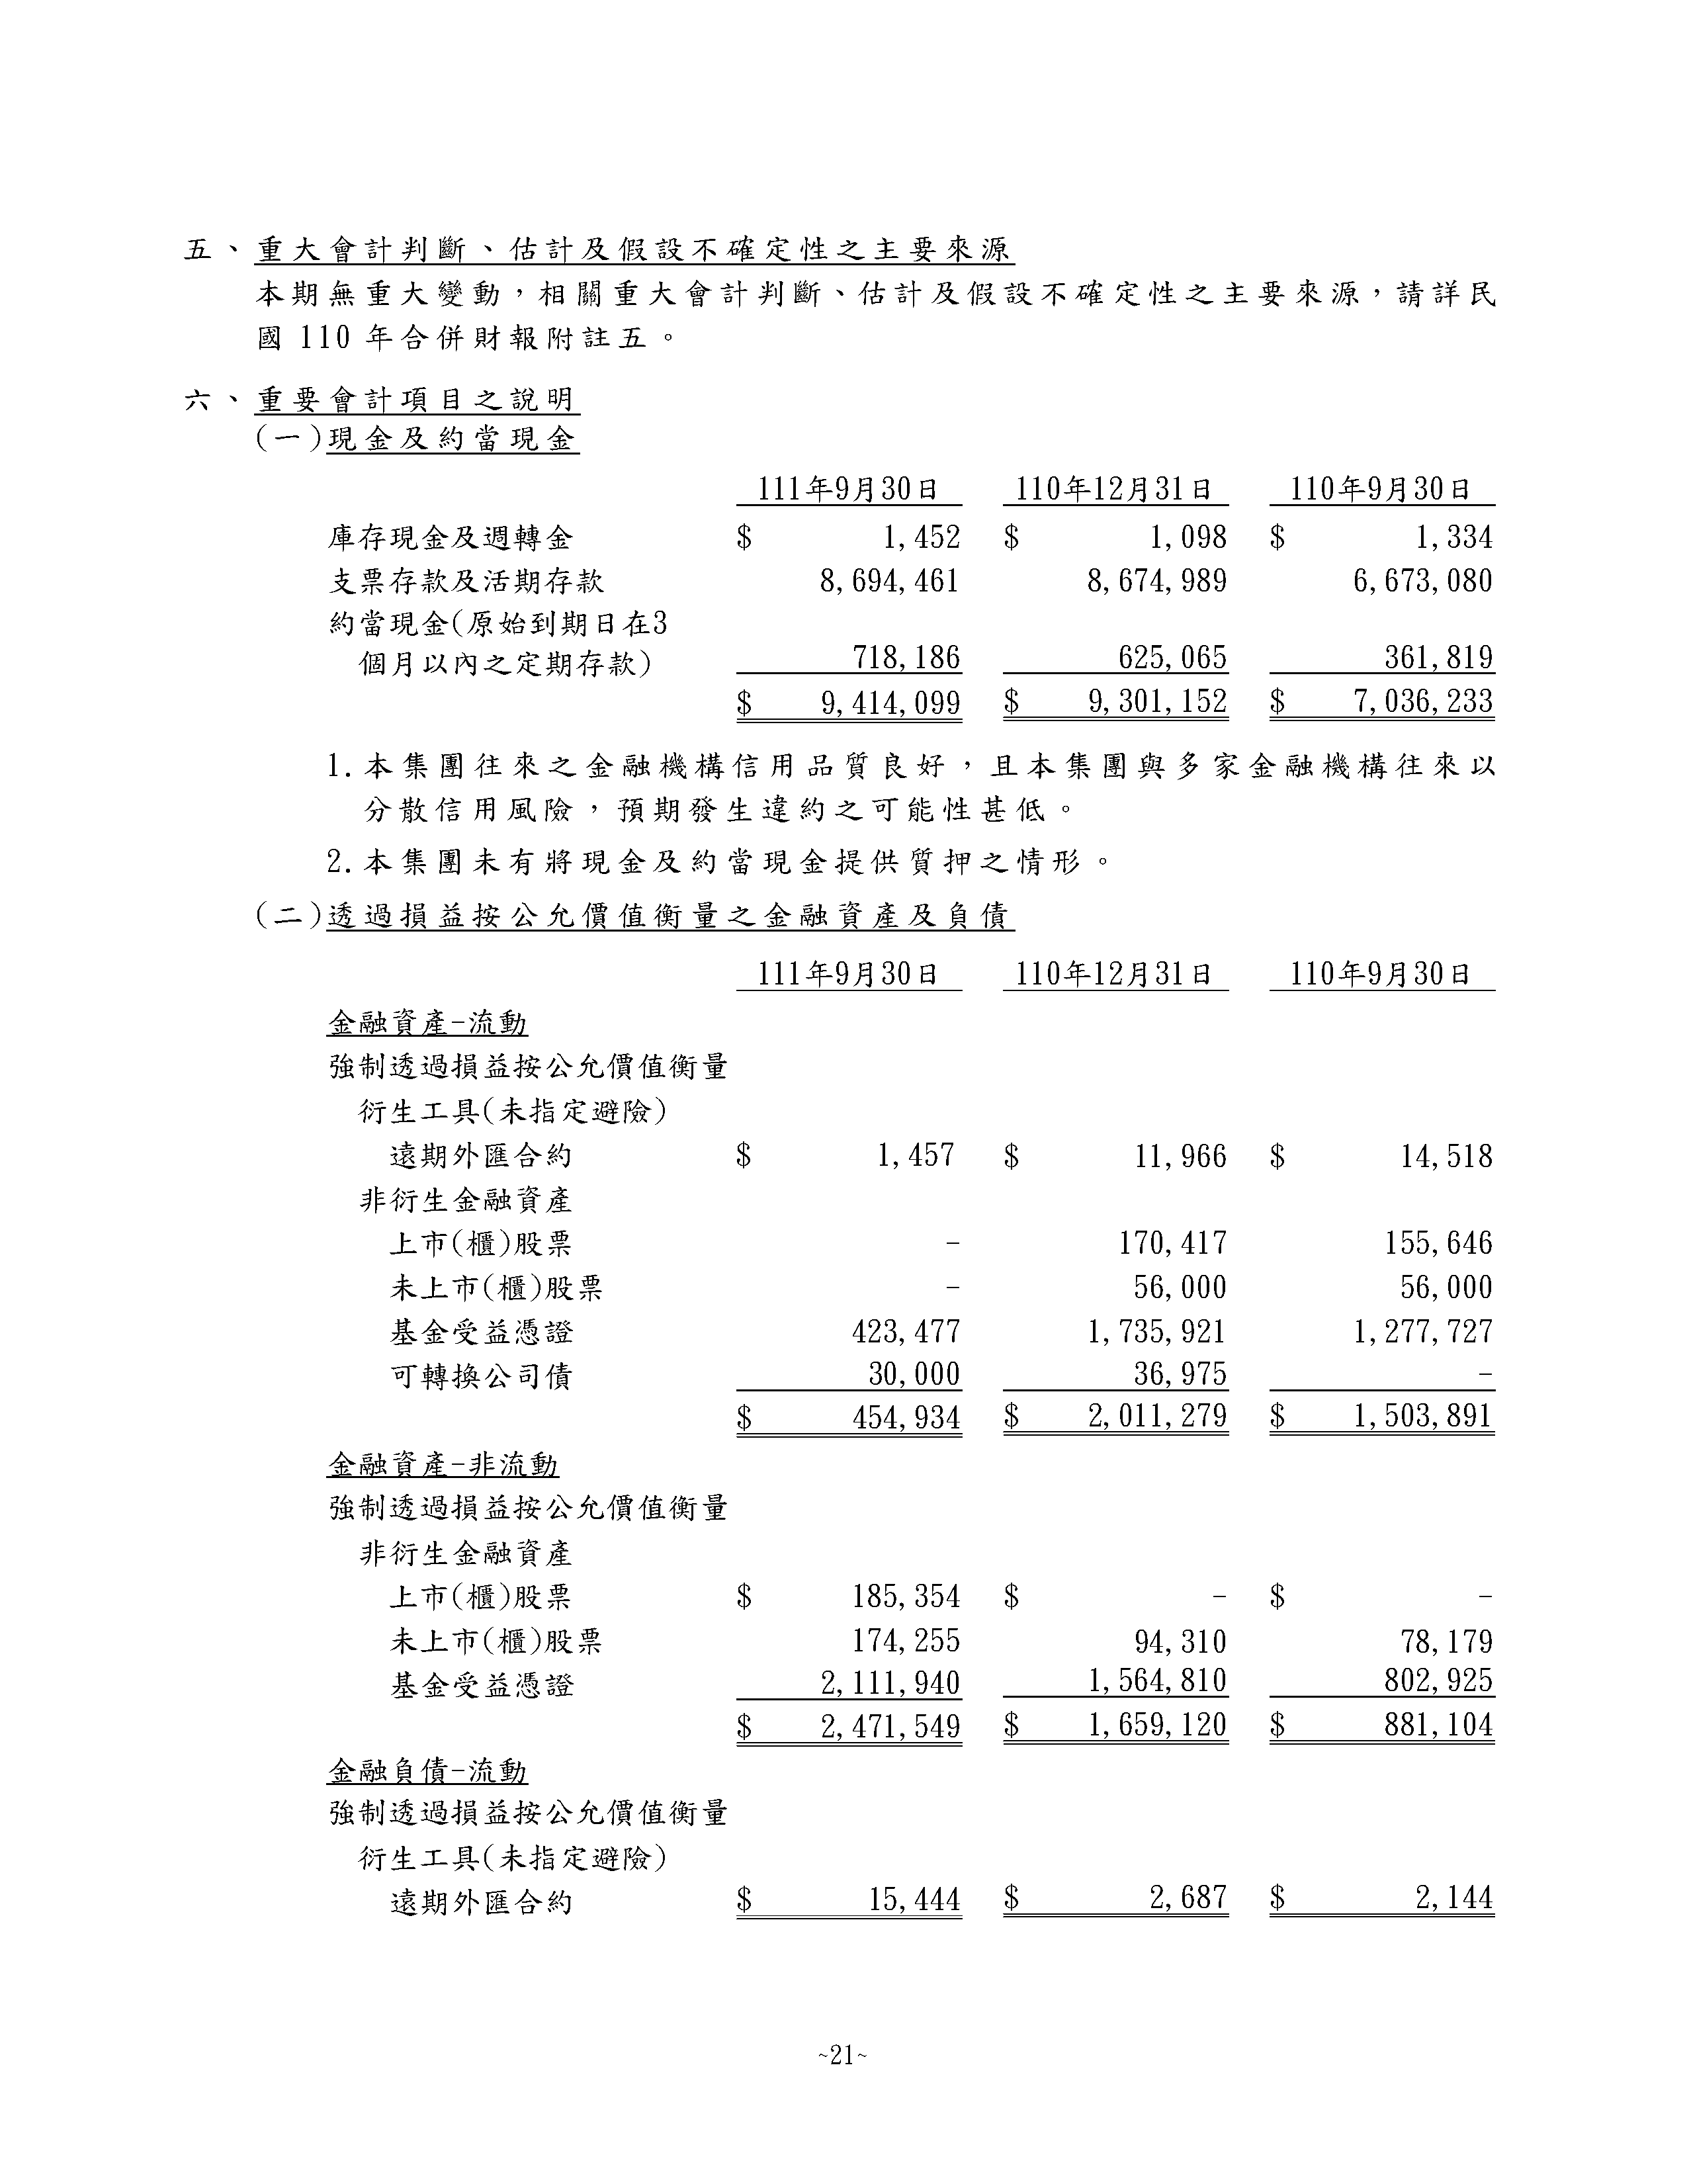 五、重大會計判斷、估計及假設不確定性之主要來源
本期無重大變動，相關重大會計判斷、估計及假設不確定性之主要來源，請詳民
國 110 年合併財報附註五。
六、重要會計項目之說明
(一)現金及約當現金
111年9月30日 110年12月31日 110年9月30日
庫存現金及週轉金 $ 1,452 $ 1,098 $ 1,334
支票存款及活期存款 8,694,461 8,674,989 6,673,080
約當現金(原始到期日在3
個月以內之定期存款) 718,186 625,065 361,819
$ 9,414,099 $ 9,301,152 $ 7,036,233
1.本集團往來之金融機構信用品質良好，且本集團與多家金融機構往來以
分散信用風險，預期發生違約之可能性甚低。
2.本集團未有將現金及約當現金提供質押之情形。
(二)透過損益按公允價值衡量之金融資產及負債
111年9月30日 110年12月31日 110年9月30日
金融資產-流動
強制透過損益按公允價值衡量
衍生工具(未指定避險)
遠期外匯合約 $ 1,457 $ 11,966 $ 14,518
非衍生金融資產
上市(櫃)股票 - 170,417 155,646
未上市(櫃)股票 - 56,000 56,000
基金受益憑證 423,477 1,735,921 1,277,727
可轉換公司債 30,000 36,975 -
$ 454,934 $ 2,011,279 $ 1,503,891
金融資產-非流動
強制透過損益按公允價值衡量
非衍生金融資產
上市(櫃)股票 $ 185,354 $ - $ -
未上市(櫃)股票 174,255 94,310 78,179
基金受益憑證 2,111,940 1,564,810 802,925
$ 2,471,549 $ 1,659,120 $ 881,104
金融負債-流動
強制透過損益按公允價值衡量
衍生工具(未指定避險)
遠期外匯合約 $ 15,444 $ 2,687 $ 2,144
~21~